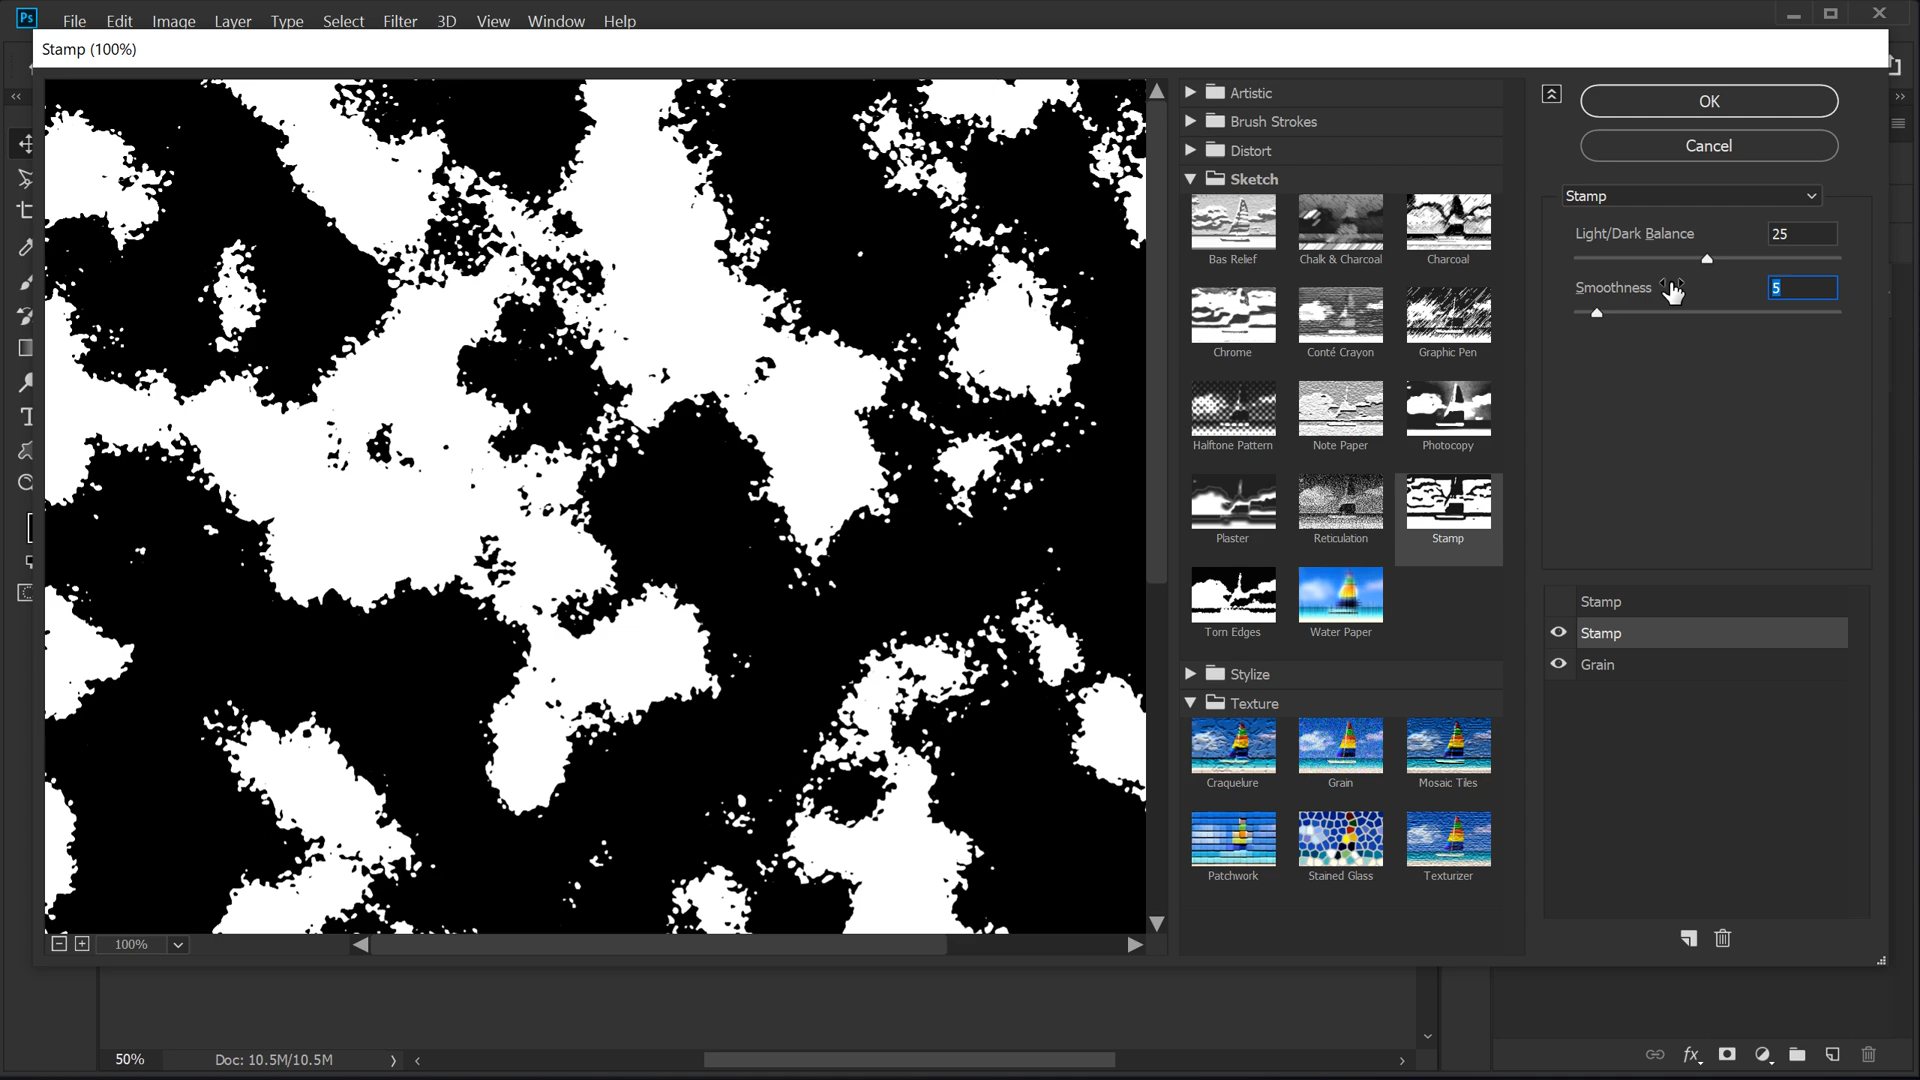 Ps File Edit Image Layer Type Select Filter 3D View Window Help
Stamp (100%)
Artistic
Brush Strokes
Distort
Sketch
Bas Relief Chalk & Charcoal Charcoal
Chrome Conté Crayon Graphic Pen
Halftone Pattern Note Paper Photocopy
Plaster Reticulation Stamp
Torn Edges Water Paper
Stylize
Texture
Craquelure Grain Mosaic Tiles
Patchwork Stained Glass Texturizer
OK
Cancel
Stamp
Light/Dark Balance 25
Smoothness 5
Stamp
Stamp
Grain
100%
50% Doc: 10.5M/10.5M
fx